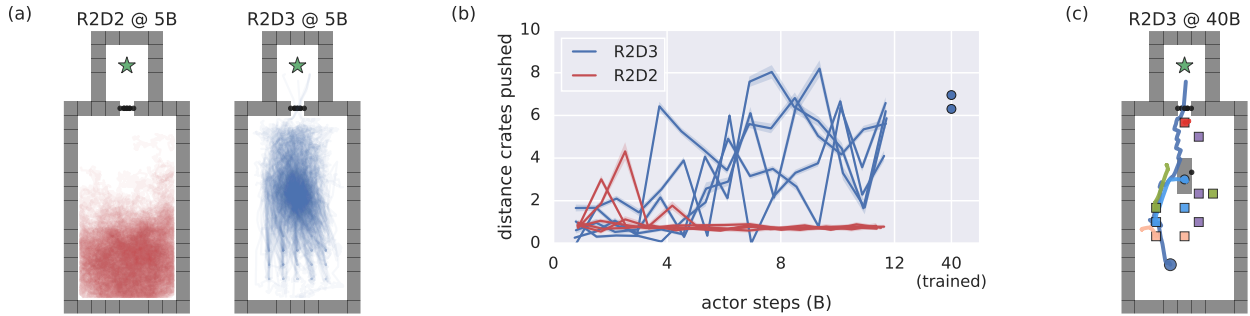 (a)
R2D2 @ 5B
R2D3 @ 5B
(b)
distance crates pushed
10
8
6
4
2
0
R2D3
R2D2
0
4
8
12
40
(trained)
actor steps (B)
(c)
R2D3 @ 40B